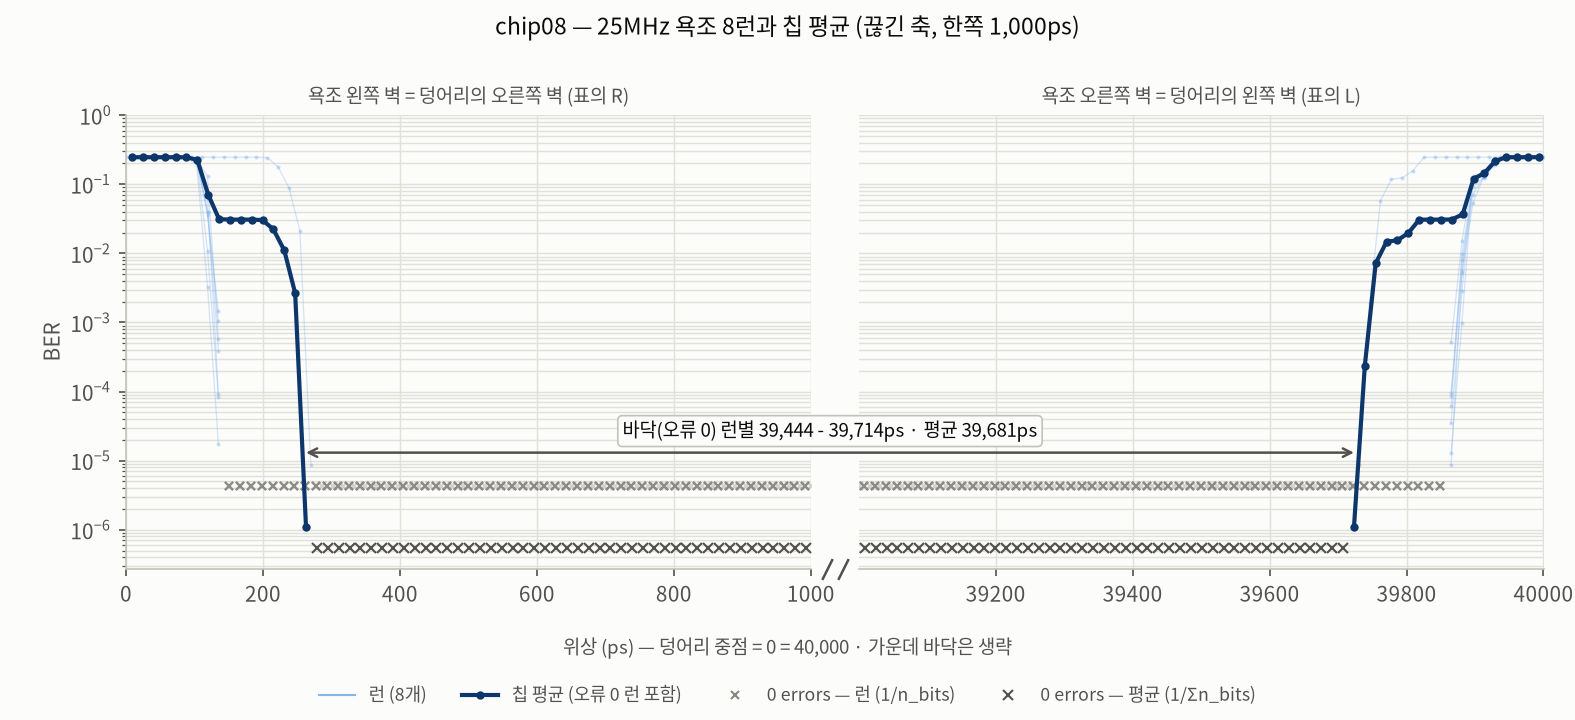 chip08 — 25MHz 욕조 8런과 칩 평균 (끊긴 축, 한쪽 1,000ps)
욕조 왼쪽 벽 = 덩어리의 오른쪽 벽 (표의 R)
욕조 오른쪽 벽 = 덩어리의 왼쪽 벽 (표의 L)
BER
10⁰
10⁻¹
10⁻²
10⁻³
10⁻⁴
10⁻⁵
10⁻⁶
바닥(오류 0) 런별 39,444 - 39,714ps · 평균 39,681ps
0 200 400 600 800 1000 39200 39400 39600 39800 40000
위상 (ps) — 덩어리 중점 = 0 = 40,000 · 가운데 바닥은 생략
런 (8개) 칩 평균 (오류 0 런 포함) 0 errors — 런 (1/n_bits) 0 errors — 평균 (1/Σn_bits)